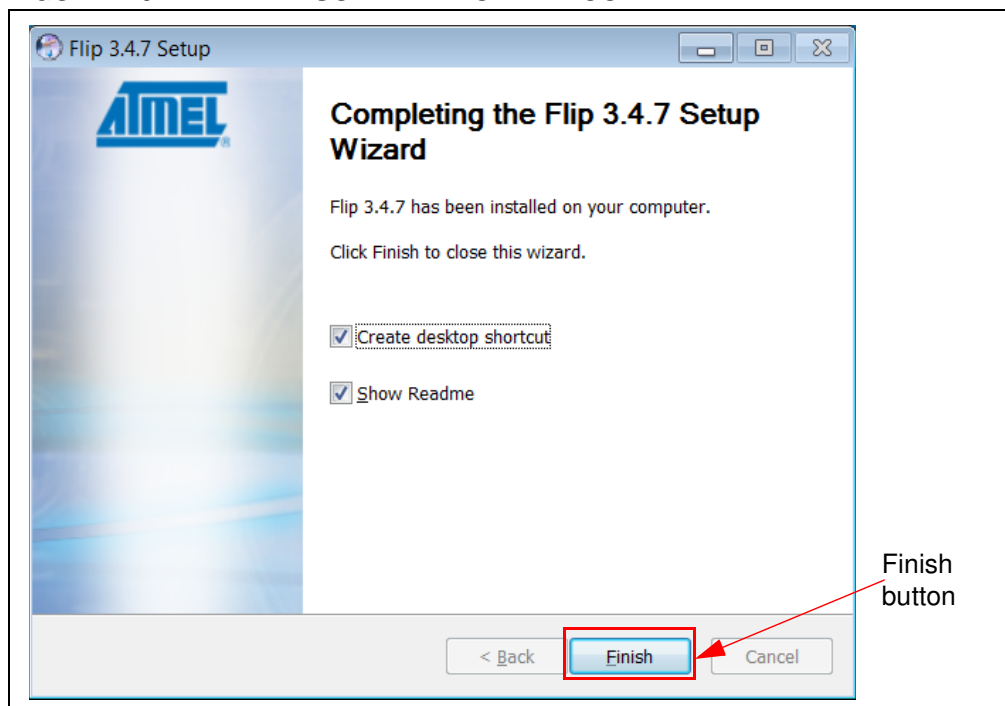 Flip 3.4.7 Setup
ATMEL
®
Completing the Flip 3.4.7 Setup
Wizard
Flip 3.4.7 has been installed on your computer.
Click Finish to close this wizard.
Create desktop shortcut
Show Readme
Finish
button
< Back
Finish
Cancel